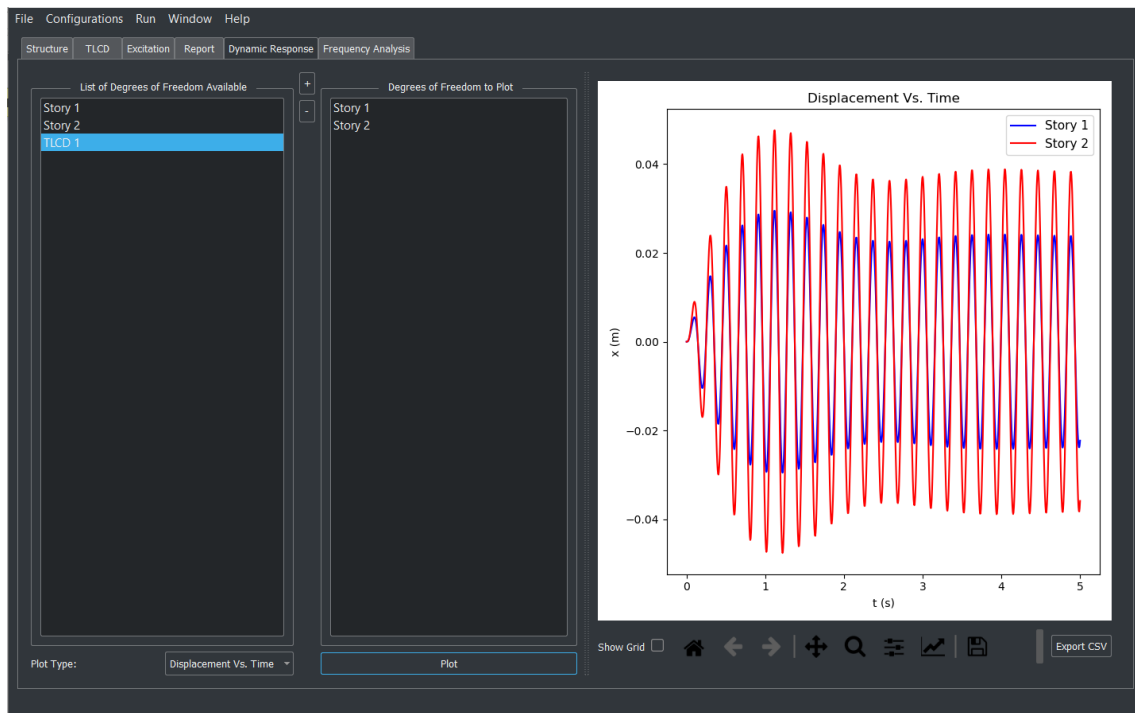 File Configurations Run Window Help
Structure TLCD Excitation Report Dynamic Response Frequency Analysis
List of Degrees of Freedom Available
Story 1
Story 2
TLCD 1
+
-
Degrees of Freedom to Plot
Story 1
Story 2
Plot Type:
Displacement Vs. Time
Plot
Displacement Vs. Time
Story 1
Story 2
0.04
0.02
0.00
−0.02
−0.04
x (m)
0 1 2 3 4 5
t (s)
Show Grid
Export CSV